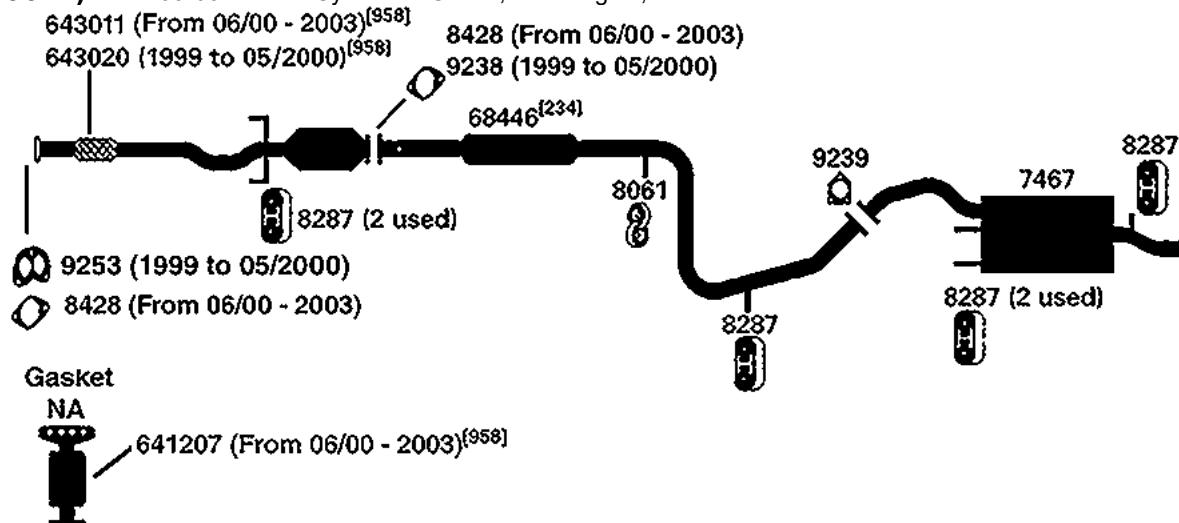 643011 (From 06/00 - 2003)[958]
643020 (1999 to 05/2000)[958]
8428 (From 06/00 - 2003)
9238 (1999 to 05/2000)
68446[234]
8061
9239
7467
8287
8287 (2 used)
9253 (1999 to 05/2000)
8428 (From 06/00 - 2003)
8287
8287 (2 used)
Gasket
NA
641207 (From 06/00 - 2003)[958]